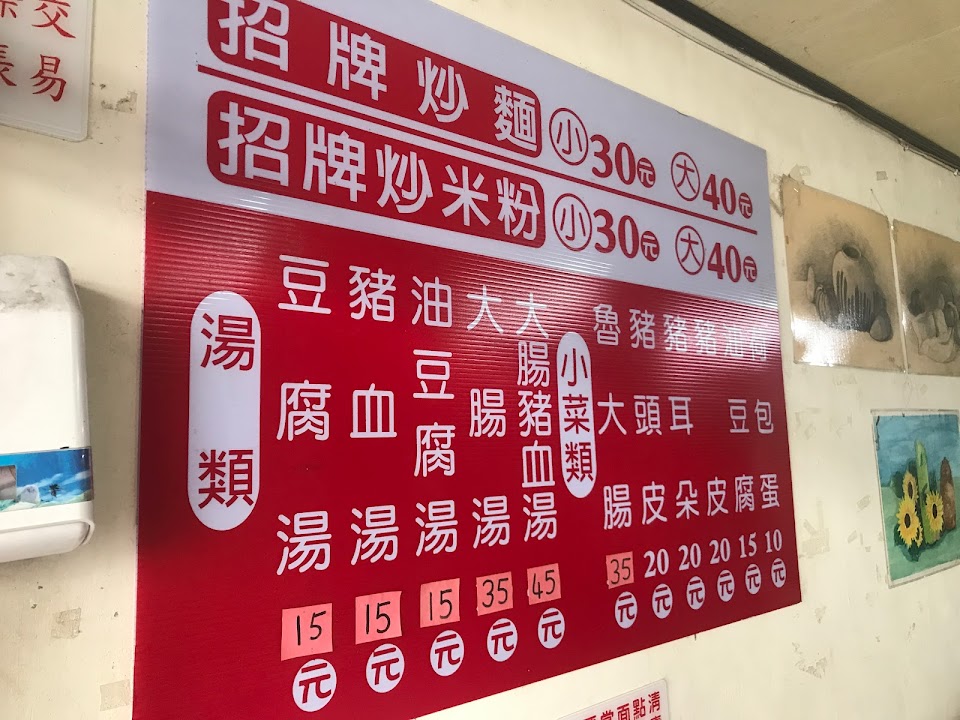 交
易
招牌炒麵 小30元 大40元
招牌炒米粉 小30元 大40元
湯類
豆腐湯 15元
豬血湯 15元
油豆腐湯 15元
大腸湯 35元
大腸豬血湯 45元
小菜類
魯大腸 35元
豬頭皮 20元
豬耳朵 20元
豬皮 20元
油豆腐 15元
荷包蛋 10元
面點清